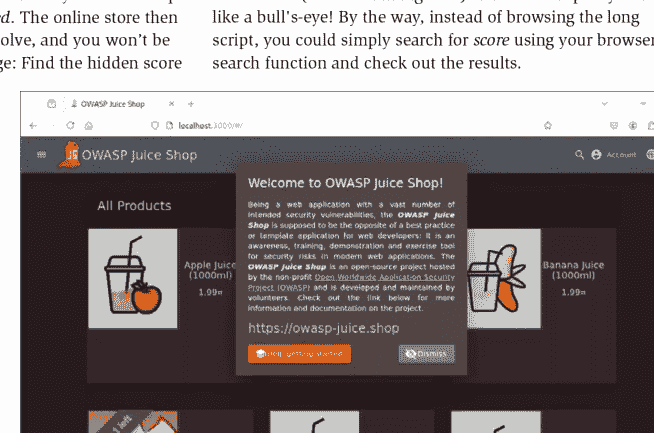 d. The online store then
olve, and you won't be
ge: Find the hidden score
like a bull's-eye! By the way, instead of browsing the long
script, you could simply search for score using your browser
search function and check out the results.
OWASP Juice Shop
localhost:3000/#/
OWASP Juice Shop
Account
All Products
Apple Juice
(1000ml)
1.99¤
Welcome to OWASP Juice Shop!
Being a web application with a vast number of
intended security vulnerabilities, the OWASP Juice
Shop is supposed to be the opposite of a best practice
or template application for web developers: It is an
awareness, training, demonstration and exercise tool
for security risks in modern web applications. The
OWASP Juice Shop is an open-source project hosted
by the non-profit Open Worldwide Application Security
Project (OWASP) and is developed and maintained by
volunteers. Check out the link below for more
information and documentation on the project.
https://owasp-juice.shop
Help getting started
Dismiss
Banana Juice
(1000ml)
1.99¤
1 left